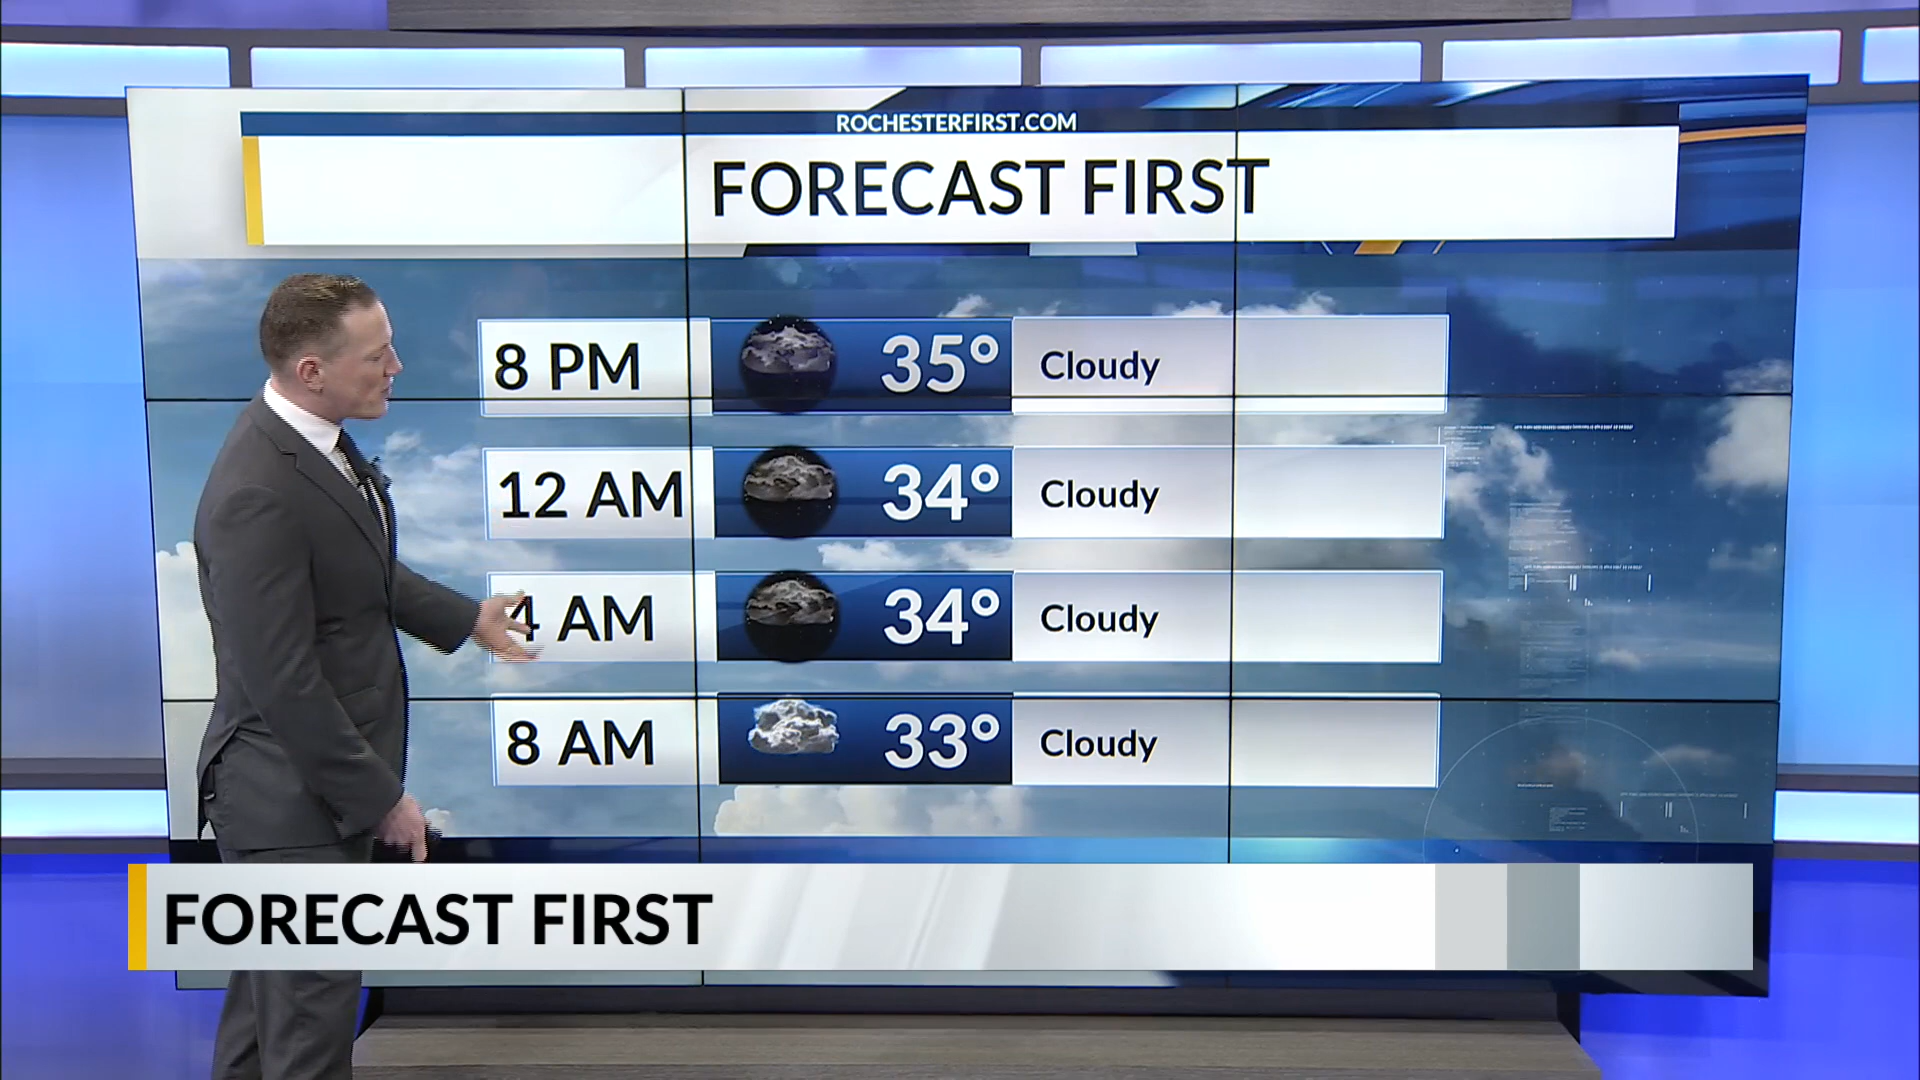 ROCHESTERFIRST.COM
FORECAST FIRST
8 PM 35° Cloudy
12 AM 34° Cloudy
4 AM 34° Cloudy
8 AM 33° Cloudy
FORECAST FIRST